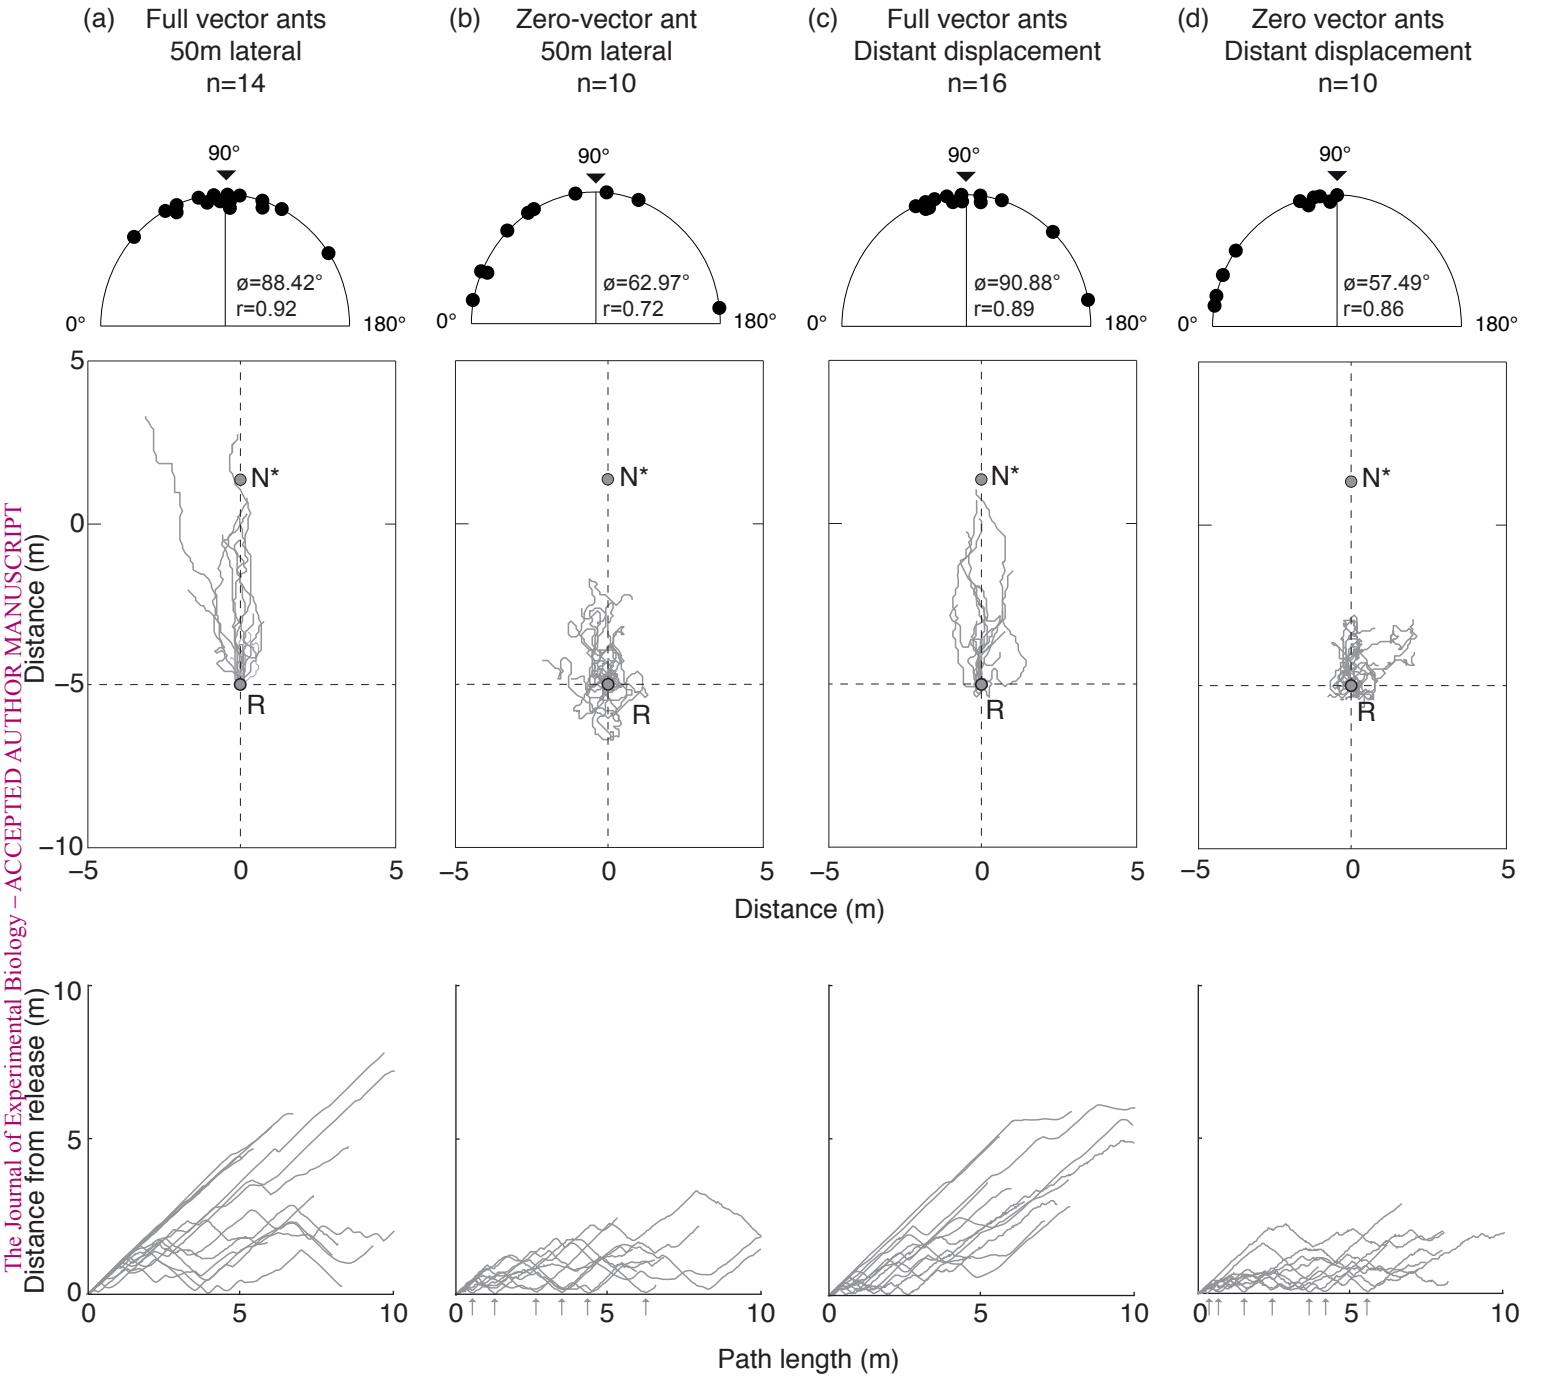 (a) Full vector ants
50m lateral
n=14
(b) Zero-vector ant
50m lateral
n=10
(c) Full vector ants
Distant displacement
n=16
(d) Zero vector ants
Distant displacement
n=10
90°
ø=88.42°
r=0.92
0° 180°
90°
ø=62.97°
r=0.72
0° 180°
90°
ø=90.88°
r=0.89
0° 180°
90°
ø=57.49°
r=0.86
0° 180°
The Journal of Experimental Biology – ACCEPTED AUTHOR MANUSCRIPT
Distance (m)
5
0
−5
−10
N*
R
−5 0 5
N*
R
−5 0 5
N*
R
−5 0 5
N*
R
−5 0 5
Distance (m)
Distance from release (m)
10
5
0
0 5 10
0 5 10
0 5 10
0 5 10
Path length (m)